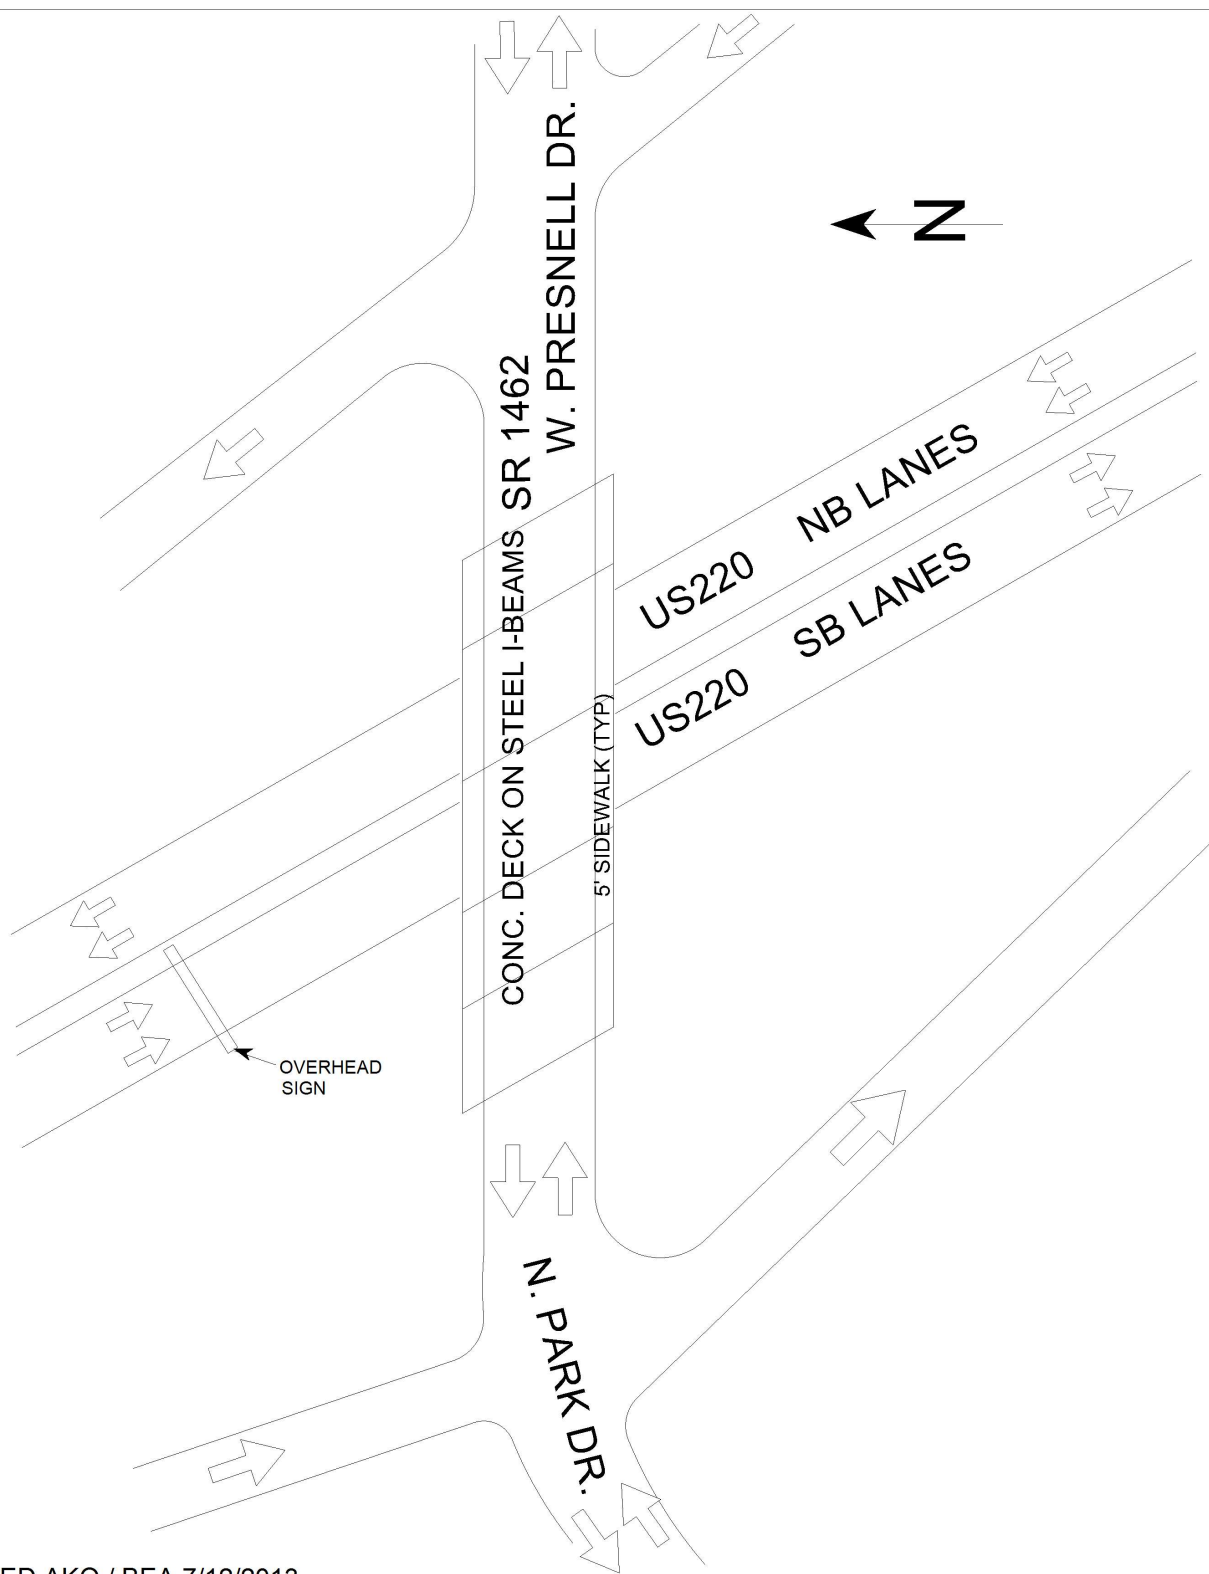 W. PRESNELL DR.
N
SR 1462
CONC. DECK ON STEEL I-BEAMS
US220 NB LANES
US220 SB LANES
5' SIDEWALK (TYP)
OVERHEAD
SIGN
N. PARK DR.